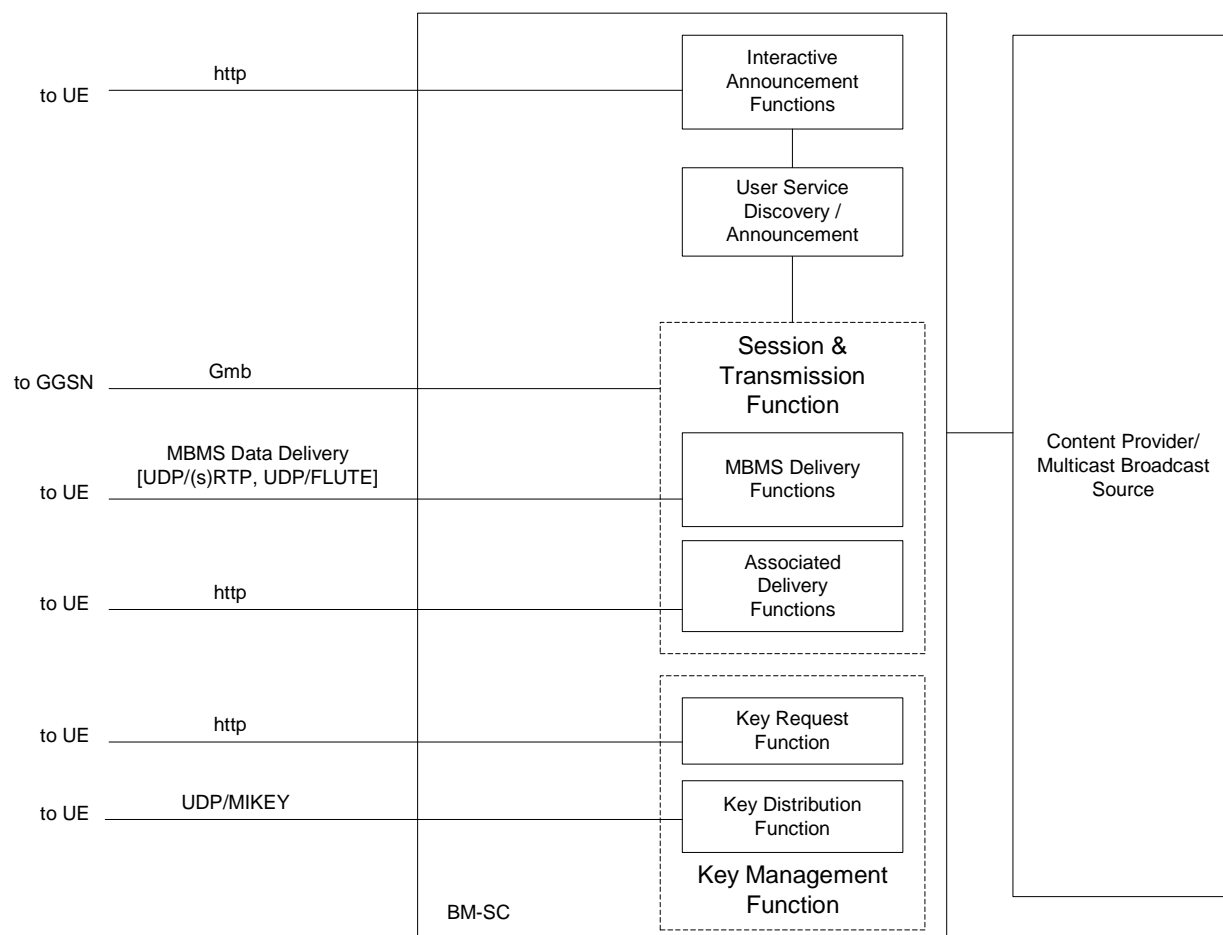 Interactive
Announcement
Functions
http
to UE
User Service
Discovery /
Announcement
Session &
Transmission
Function
to GGSN
Gmb
MBMS Data Delivery
[UDP/(s)RTP, UDP/FLUTE]
to UE
MBMS Delivery
Functions
Content Provider/
Multicast Broadcast
Source
Associated
Delivery
Functions
http
to UE
Key Request
Function
http
to UE
Key Distribution
Function
UDP/MIKEY
to UE
Key Management
Function
BM-SC